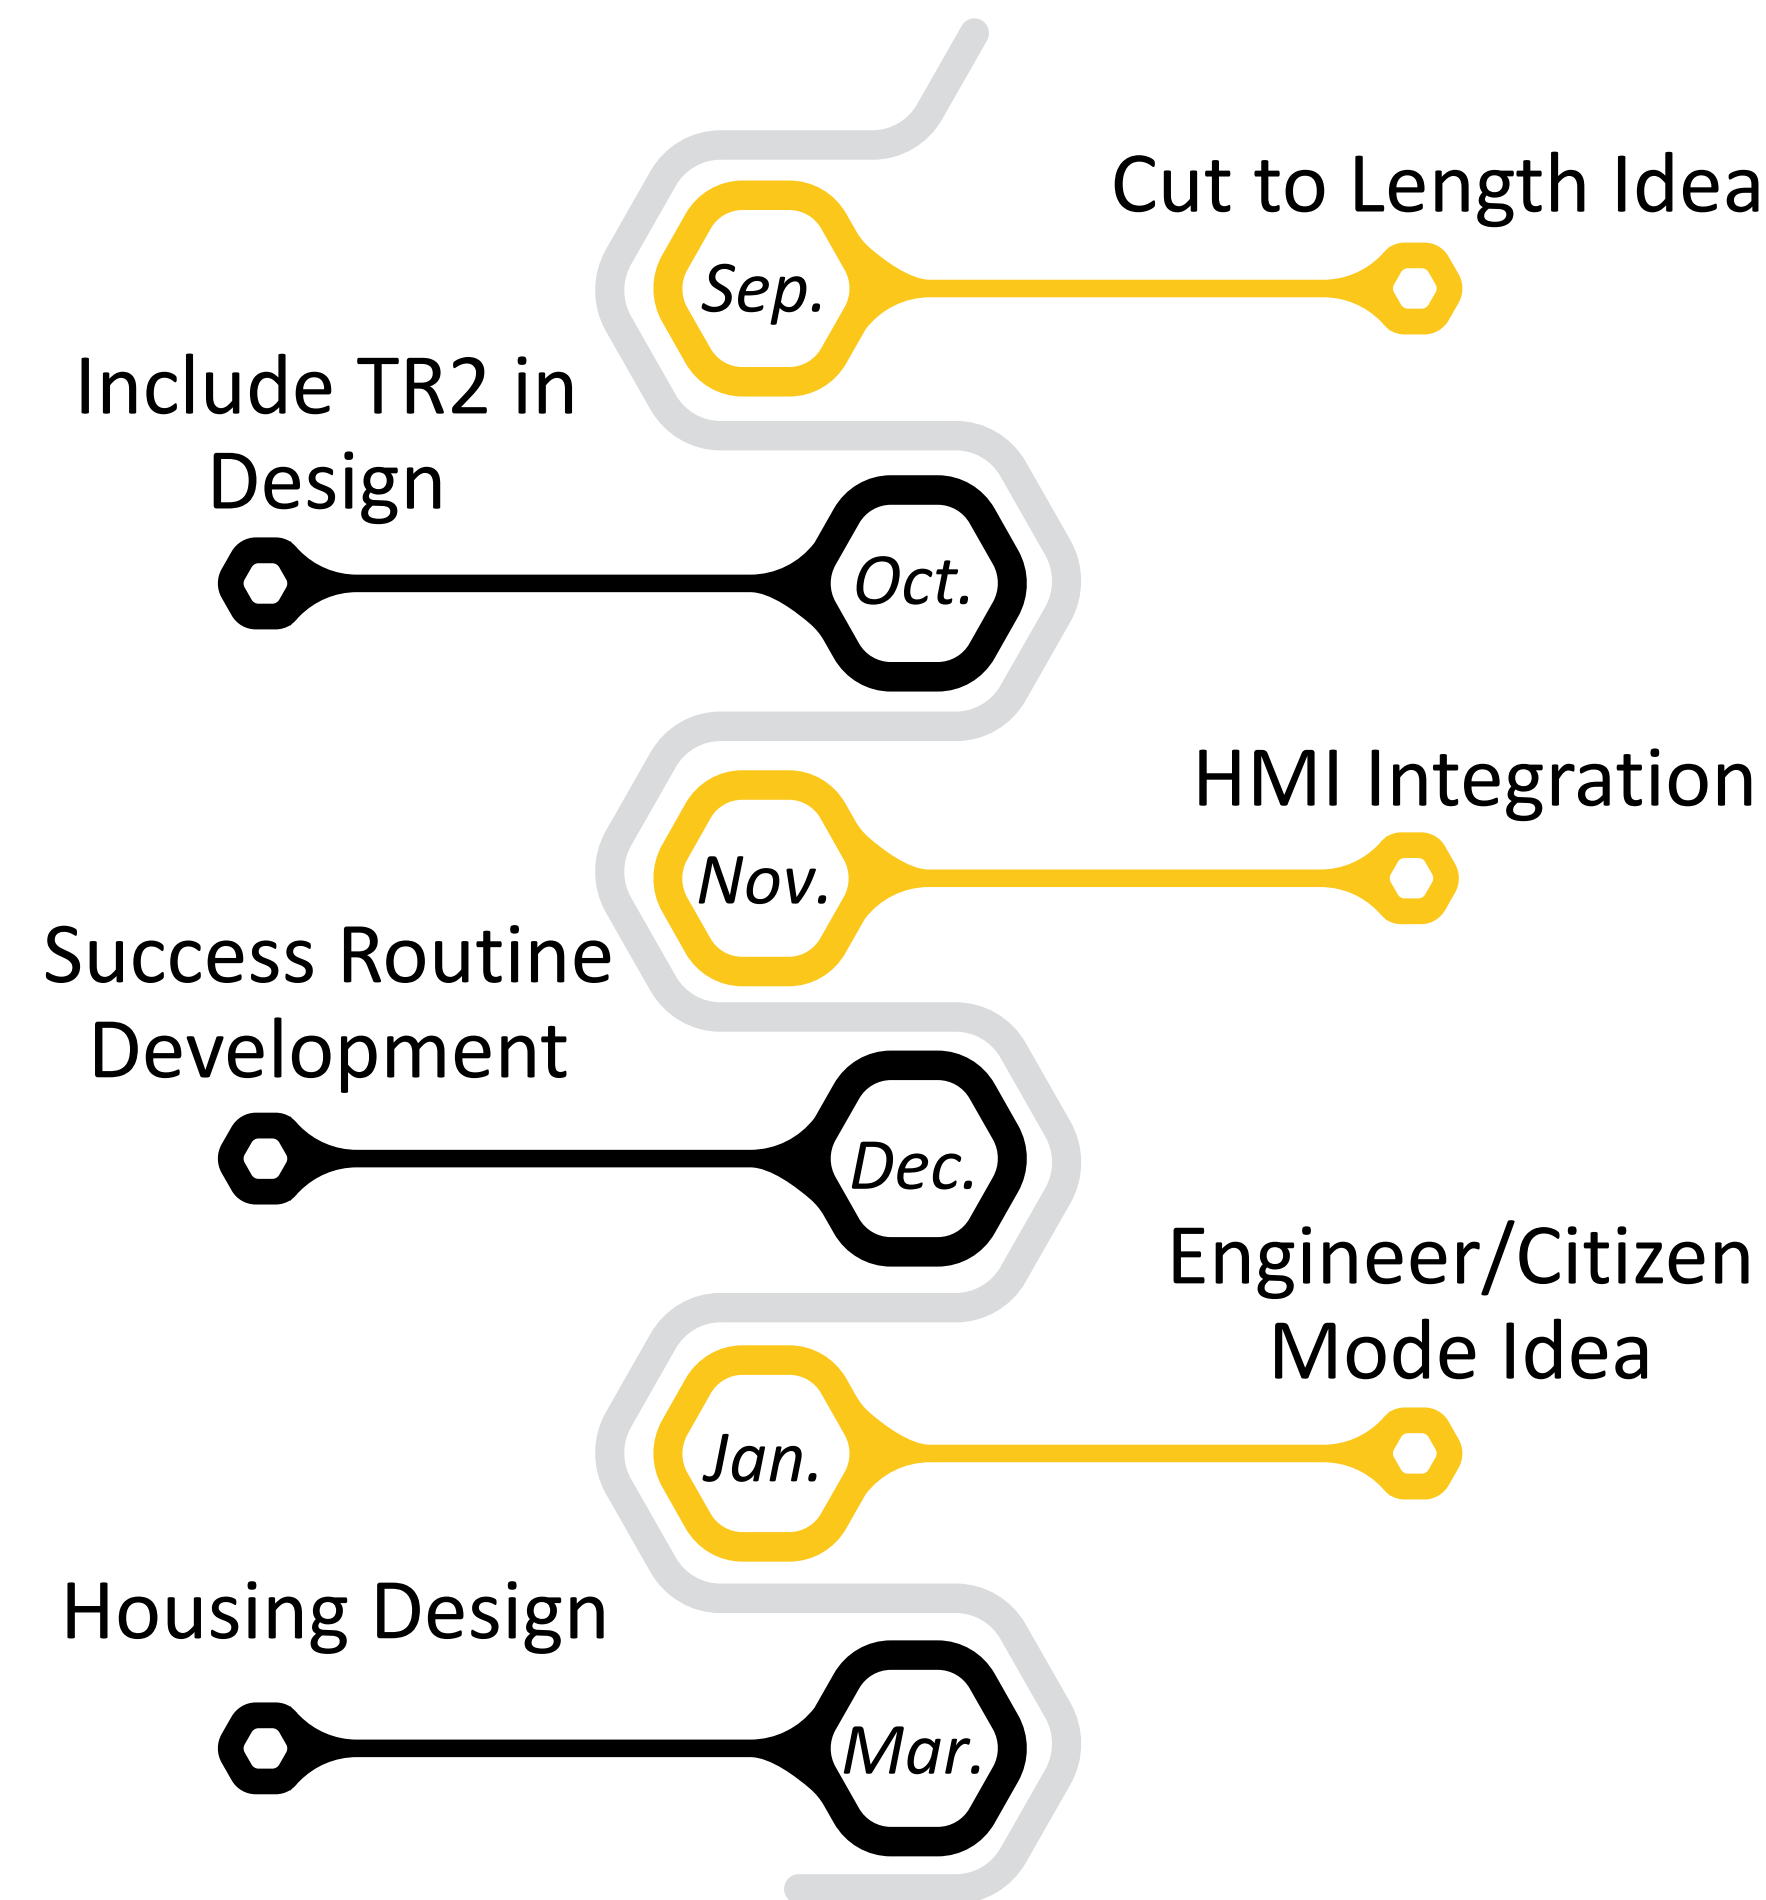 Cut to Length Idea
Sep.
Include TR2 in
Design
Oct.
HMI Integration
Nov.
Success Routine
Development
Dec.
Engineer/Citizen
Mode Idea
Jan.
Housing Design
Mar.